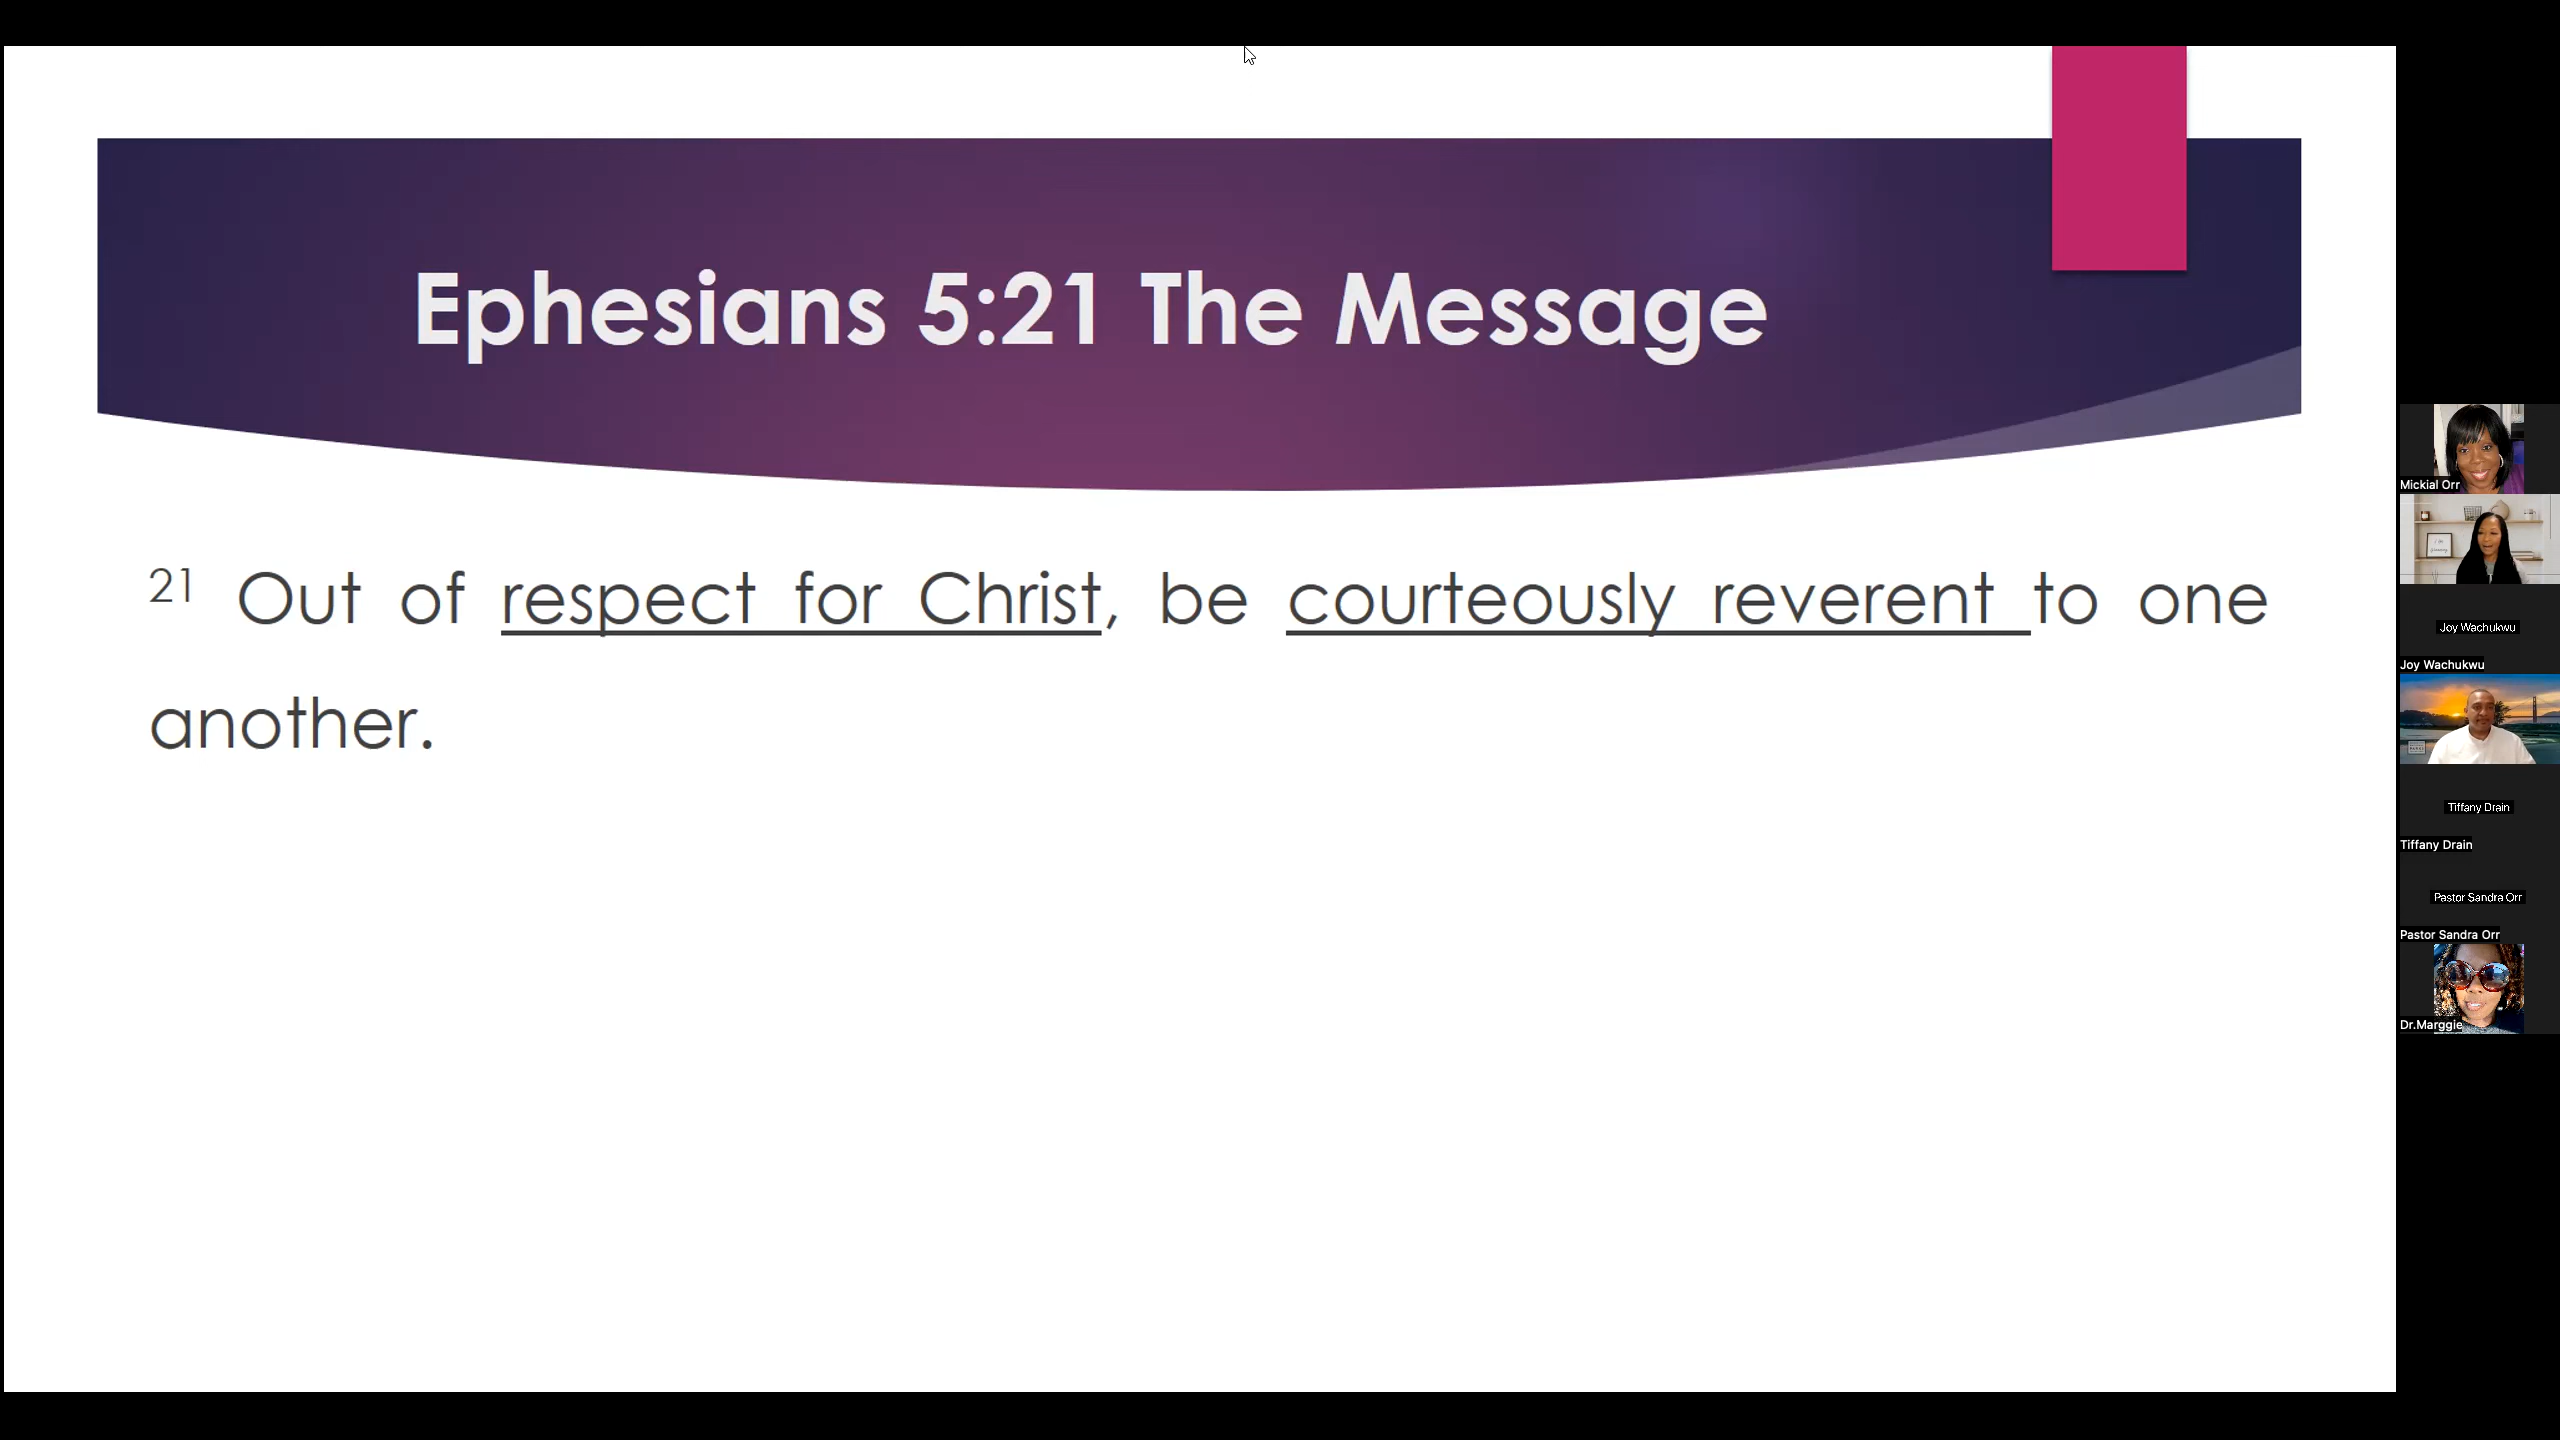 Ephesians 5:21 The Message
21 Out of respect for Christ, be courteously reverent to one
another.
Mickial Orr
Joy Wachukwu
Joy Wachukwu
Tiffany Drain
Tiffany Drain
Pastor Sandra Orr
Pastor Sandra Orr
Dr.Marggie